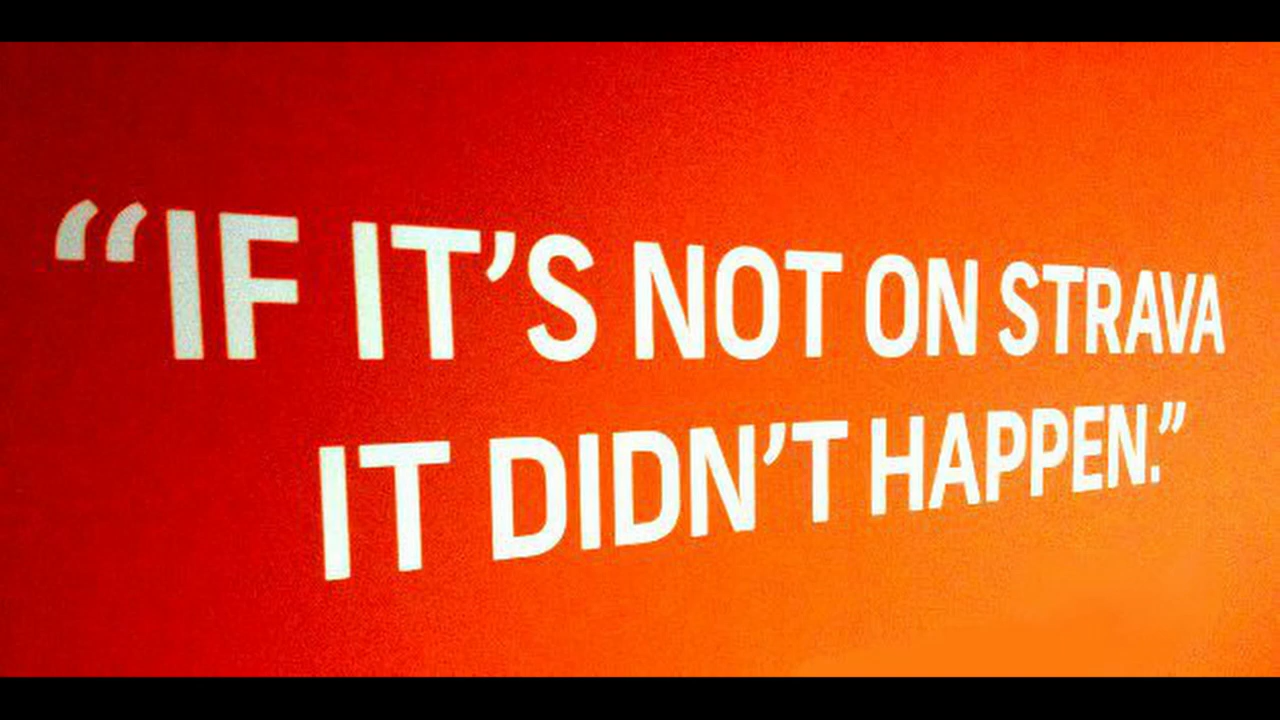 “IF IT’S NOT ON STRAVA
IT DIDN’T HAPPEN.”